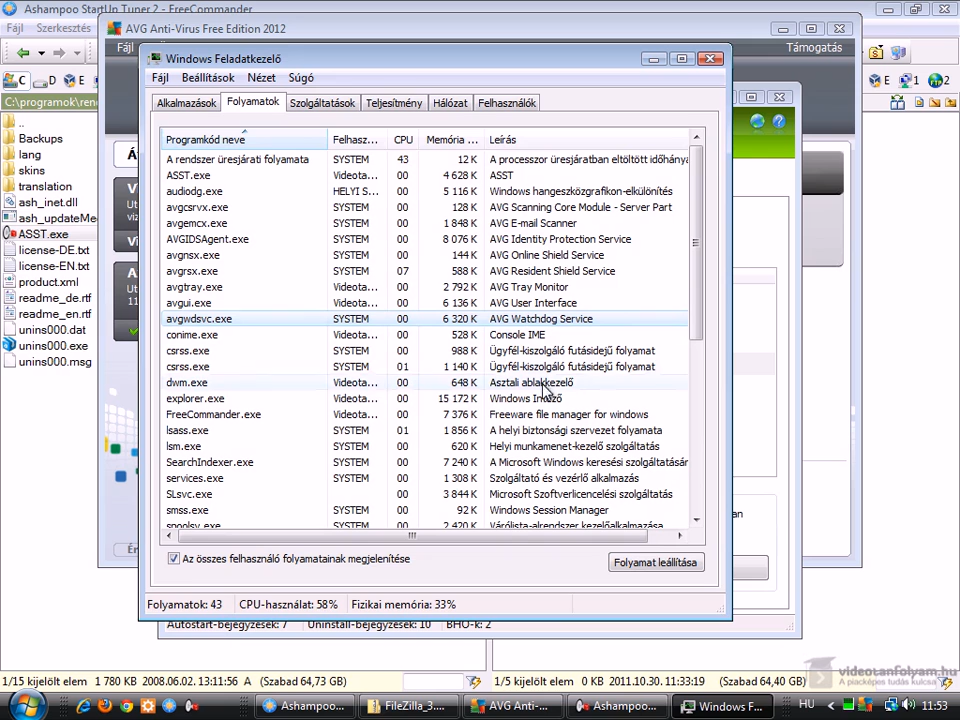 Ashampoo StartUp Tuner 2 - FreeCommander
Fájl Szerkesztés
AVG Anti-Virus Free Edition 2012
Fájl
Támogatás
Windows Feladatkezelő
Fájl Beállítások Nézet Súgó
Alkalmazások Folyamatok Szolgáltatások Teljesítmény Hálózat Felhasználók
C D E
E 1 2
C:\programok\
..
Backups
lang
skins
translation
ash_inet.dll
ASST.exe
license-DE.txt
license-EN.txt
product.xml
readme_de.rtf
readme_en.rtf
unins000.dat
unins000.exe
unins000.msg
Programkód neve Felhasz... CPU Memória ... Leírás
A rendszer üresjárati folyamata SYSTEM 43 12 K A processzor üresjáratban eltöltött
ASST.exe Videota... 00 4 628 K ASST
audiodg.exe HELYI S... 00 5 116 K Windows hangeszközgrafikon-elkülönítés
avgcsrvx.exe SYSTEM 00 128 K AVG Scanning Core Module - Server Part
avgemcx.exe SYSTEM 00 1 848 K AVG E-mail Scanner
AVGIDSAgent.exe SYSTEM 00 8 076 K AVG Identity Protection Service
avgnsx.exe SYSTEM 00 144 K AVG Online Shield Service
avgrsx.exe SYSTEM 07 588 K AVG Resident Shield Service
avgtray.exe Videota... 00 2 792 K AVG Tray Monitor
avgui.exe Videota... 00 6 136 K AVG User Interface
avgwdsvc.exe SYSTEM 00 6 320 K AVG Watchdog Service
conime.exe Videota... 00 528 K Console IME
csrss.exe SYSTEM 00 988 K Ügyfél-kiszolgáló futásidejű folyamat
csrss.exe SYSTEM 01 1 140 K Ügyfél-kiszolgáló futásidejű folyamat
dwm.exe Videota... 00 648 K Asztali ablakkezelő
explorer.exe Videota... 00 15 172 K Windows Intéző
FreeCommander.exe Videota... 00 7 376 K Freeware file manager for windows
lsass.exe SYSTEM 01 1 856 K A helyi biztonsági szervezet folyamata
lsm.exe SYSTEM 00 620 K Helyi munkamenet-kezelő szolgáltatás
SearchIndexer.exe SYSTEM 00 7 240 K A Microsoft Windows keresési
services.exe SYSTEM 00 1 308 K Szolgáltató és vezérlő alkalmazás
SLsvc.exe 00 3 844 K Microsoft Szoftverlicencelési szolgáltatás
smss.exe SYSTEM 00 92 K Windows Session Manager
spoolsv.exe SYSTEM 00 2 420 K Várólista-alrendszer kezelőalkalmazása
Az összes felhasználó folyamatainak megjelenítése
Folyamat leállítása
Folyamatok: 43 CPU-használat: 58% Fizikai memória: 33%
Autostart-bejegyzések: 7 Uninstall-bejegyzések: 10 BHO-k: 2
1/15 kijelölt elem 1 780 KB 2008.06.02. 13:11:56 A (Szabad 64,73 GB)
1/5 kijelölt elem 0 KB 2011.10.30. 11:33:19 (Szabad 64,40 GB)
videotanfolyam.hu
A piacképes tudás kapujában
Ashampoo... FileZilla_3.... AVG Anti-... Ashampoo... Windows F...
HU 11:53